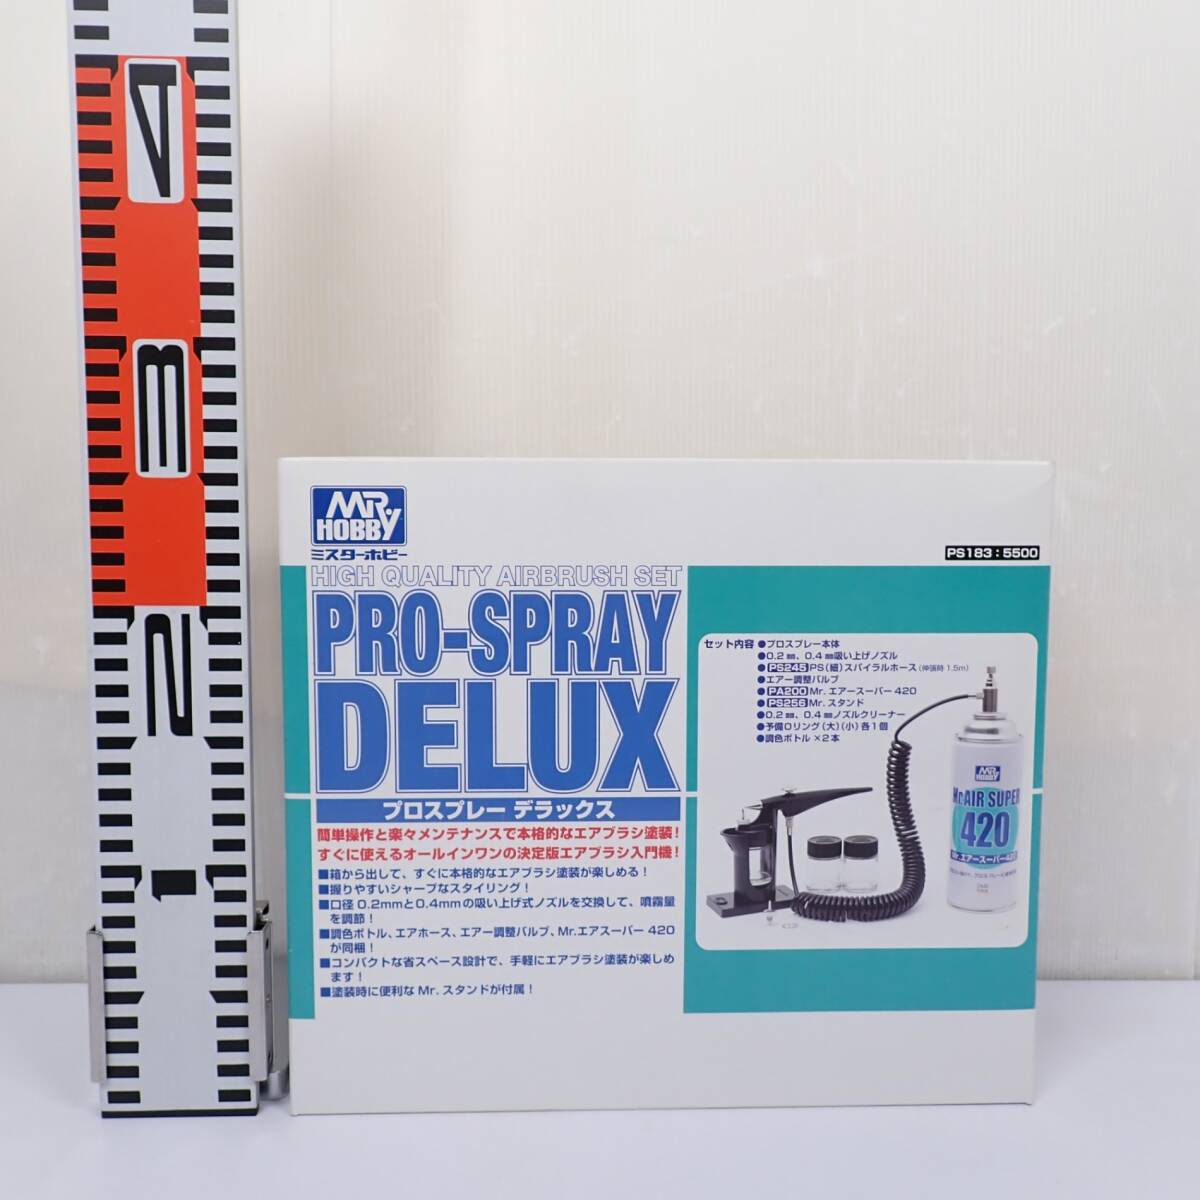 4
3
2
1
MR
HOBBY
ミスターホビー
PS183 : 5500
HIGH QUALITY AIRBRUSH SET
PRO-SPRAY
DELUX
プロスプレー デラックス
簡単操作と楽々メンテナンスで本格的なエアブラシ塗装!
すぐに使えるオールインワンの決定版エアブラシ入門機!
■箱から出して、すぐに本格的なエアブラシ塗装が楽しめる!
■握りやすいシャープなスタイリング!
■口径0.2mmと0.4mmの吸い上げ式ノズルを交換して、噴霧量
を調節!
■調色ボトル、エアホース、エアー調整バルブ、Mr.エアスーパー420
が同梱!
■コンパクトな省スペース設計で、手軽にエアブラシ塗装が楽しめ
ます!
■塗装時に便利なMr.スタンドが付属!
セット内容 ●プロスプレー本体
●0.2㎜、0.4㎜吸い上げノズル
●PS245 PS(細)スパイラルホース(伸張時1.5m)
●エアー調整バルブ
●PA200 Mr.エアースーパー420
●PS256 Mr.スタンド
●0.2㎜、0.4㎜ノズルクリーナー
●予備Oリング(大)(小)各1個
●調色ボトル×2本
MR
HOBBY
Mr.AIR SUPER
420
Mr.エアースーパー420